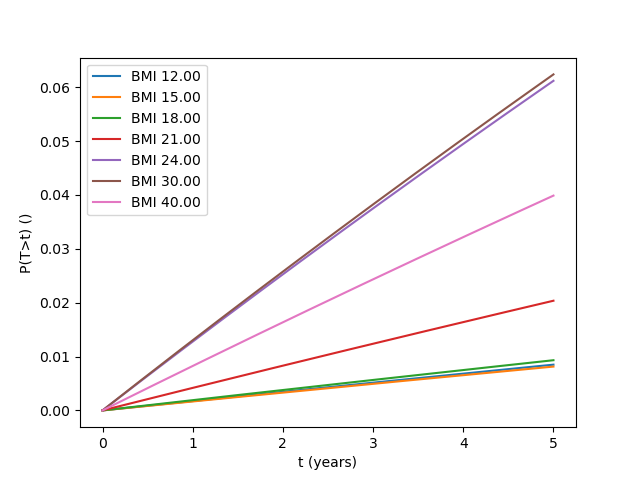 BMI 12.00
BMI 15.00
BMI 18.00
BMI 21.00
BMI 24.00
BMI 30.00
BMI 40.00
0.06
0.05
0.04
0.03
0.02
0.01
0.00
P(T>t) ()
0 1 2 3 4 5
t (years)